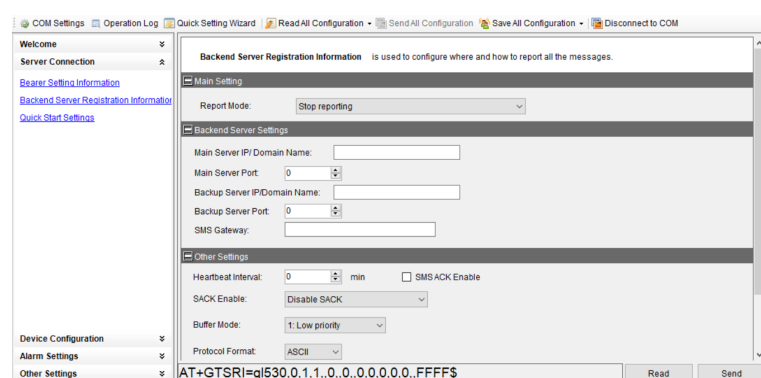 COM Settings Operation Log Quick Setting Wizard Read All Configuration Send All Configuration Save All Configuration Disconnect to COM
Welcome
Server Connection
Bearer Setting Information
Backend Server Registration Information
Quick Start Settings
Device Configuration
Alarm Settings
Other Settings
Backend Server Registration Information is used to configure where and how to report all the messages.
Main Setting
Report Mode: Stop reporting
Backend Server Settings
Main Server IP/ Domain Name:
Main Server Port: 0
Backup Server IP/Domain Name:
Backup Server Port: 0
SMS Gateway:
Other Settings
Heartbeat Interval: 0 min SMS ACK Enable
SACK Enable: Disable SACK
Buffer Mode: 1: Low priority
Protocol Format: ASCII
AT+GTSRI=gl530,0,1,1,,0,,0,,0,0,0,0,,FFFF$
Read Send